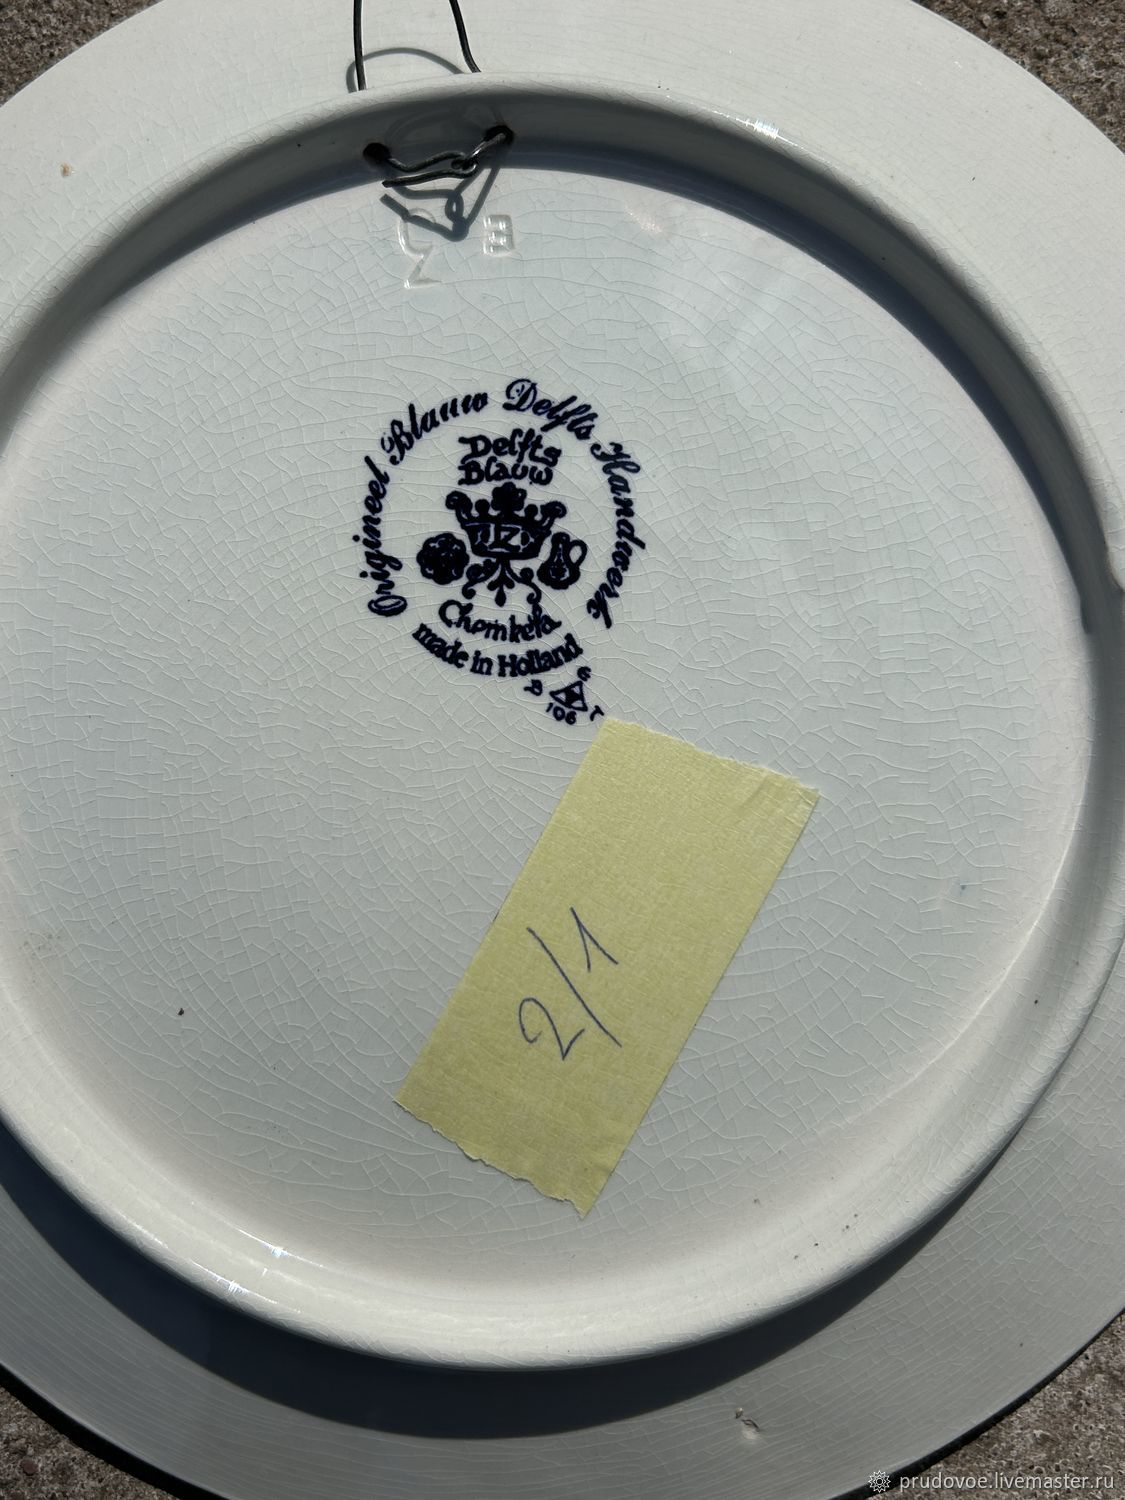 Origineel Blauw Delfts Handwerk
Delfts
Blauw
Chemkefa
made in Holland
B
T
106
2/1
prudovoe.livemaster.ru